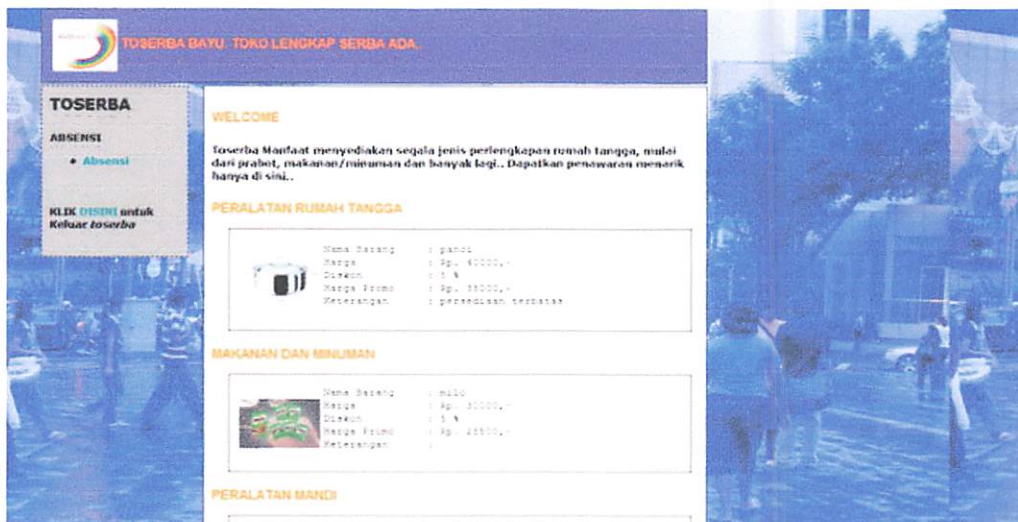 TOSERBA BAYU. TOKO LENGKAP SERBA ADA.
TOSERBA
ABSENSI
• Absensi
KLIK DISINI untuk
Keluar toserba
WELCOME
Toserba Manfaat menyediakan segala jenis perlengkapan rumah tangga, mulai
dari prabot, makanan/minuman dan banyak lagi.. Dapatkan penawaran menarik
hanya di sini..
PERALATAN RUMAH TANGGA
Nama Barang : panci
Harga : Rp. 40000,-
Diskon : 5 %
Harga Promo : Rp. 38000,-
Keterangan : persediaan terbatas
MAKANAN DAN MINUMAN
Nama Barang : milo
Harga : Rp. 30000,-
Diskon : 5 %
Harga Promo : Rp. 28500,-
Keterangan :
PERALATAN MANDI